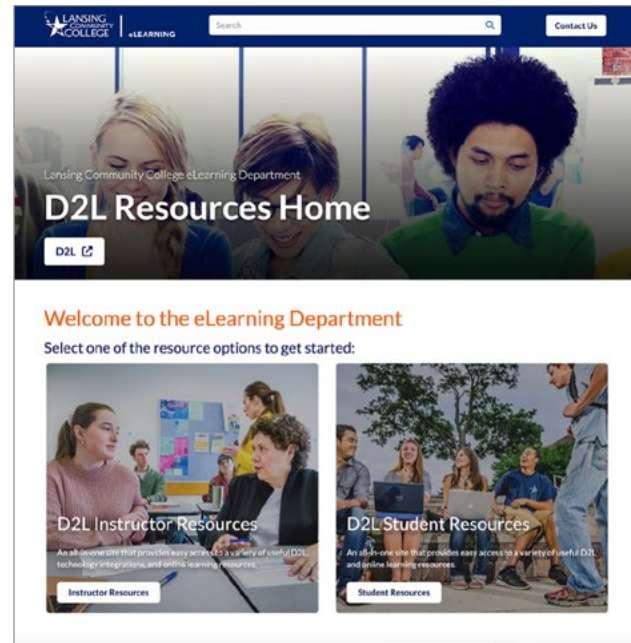 LANSING
COMMUNITY
COLLEGE
eLEARNING
Search
Contact Us
Lansing Community College eLearning Department
D2L Resources Home
D2L
Welcome to the eLearning Department
Select one of the resource options to get started:
D2L Instructor Resources
An all-in-one site that provides easy access to a variety of useful D2L,
technology integrations, and online learning resources.
Instructor Resources
D2L Student Resources
An all-in-one site that provides easy access to a variety of useful D2L
and online learning resources.
Student Resources